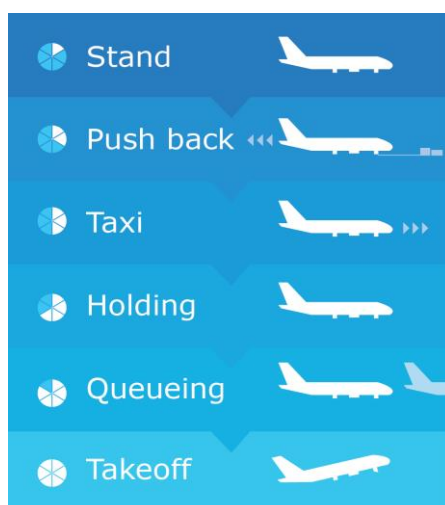 Stand
Push back
Taxi
Holding
Queueing
Takeoff